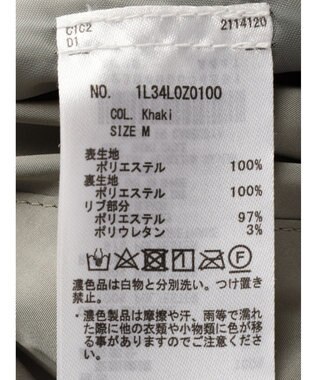 C1C2
D1
2114120
NO. 1L34L0Z0100
COL. Khaki
SIZE M
表生地
ポリエステル 100%
裏生地
ポリエステル 100%
リブ部分
ポリエステル 97%
ポリウレタン 3%
F
濃色品は白物と分別洗い。つけ置き
禁止。
・濃色製品は摩擦や汗、雨等で濡れ
た際に他の衣類や小物類に色が移
る事がありますのでご注意くださ
い。